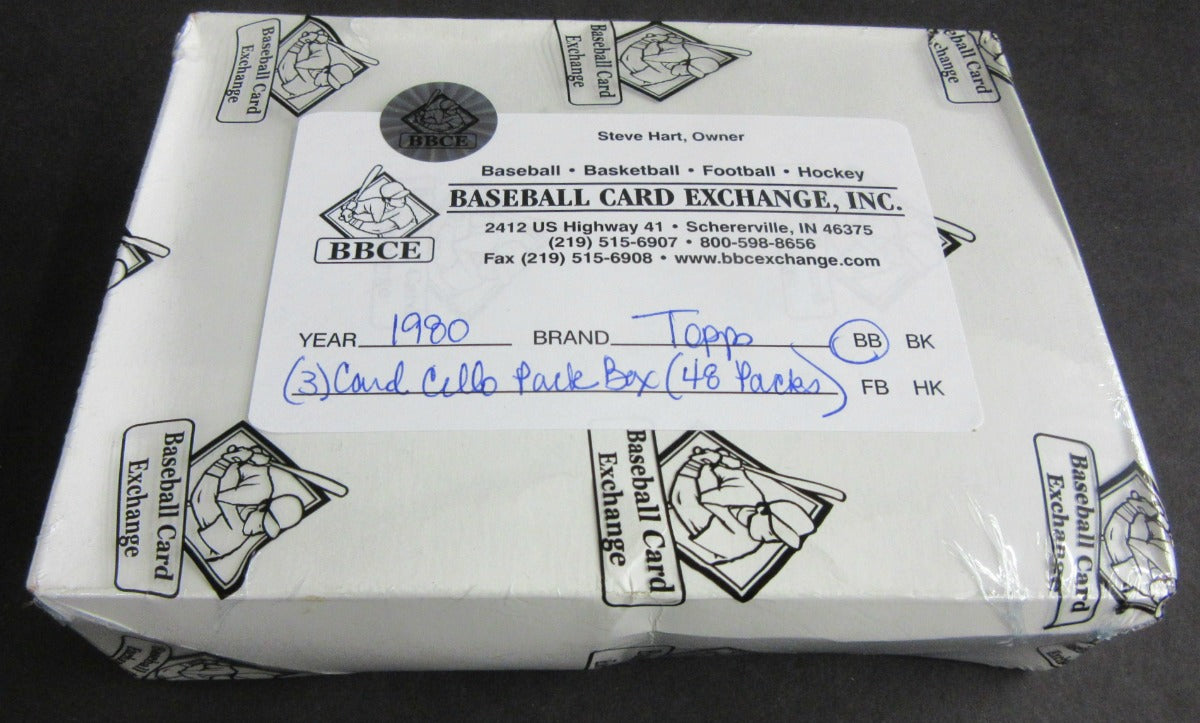 Baseball Card
Exchange
Baseball Card
Exchange
BBCE
Steve Hart, Owner
Baseball • Basketball • Football • Hockey
BASEBALL CARD EXCHANGE, INC.
2412 US Highway 41 • Schererville, IN 46375
(219) 515-6907 • 800-598-8656
Fax (219) 515-6908 • www.bbcexchange.com
BBCE
YEAR 1980 BRAND Topps BB BK
(3) Card Cello Pack Box (48 Packs) FB HK
Baseball Card
Exchange
Baseball Card
Exchange
Baseball Card
Exchange